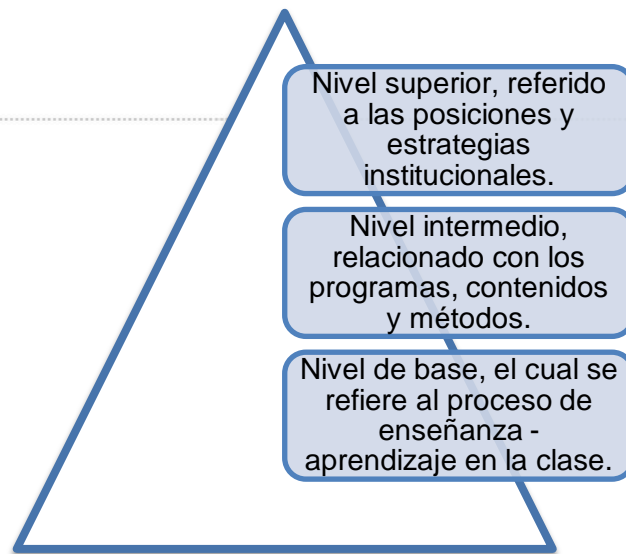 Nivel superior, referido
a las posiciones y
estrategias
institucionales.
Nivel intermedio,
relacionado con los
programas, contenidos
y métodos.
Nivel de base, el cual se
refiere al proceso de
enseñanza -
aprendizaje en la clase.